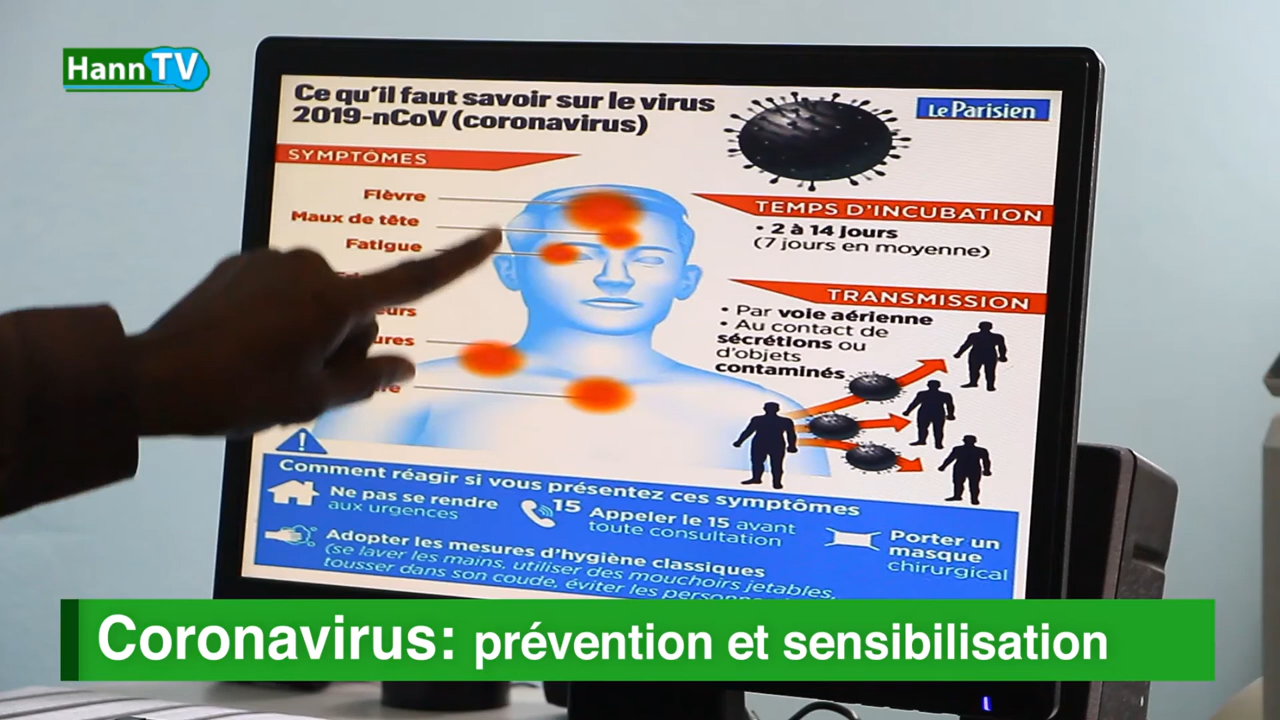 HannTV
Ce qu'il faut savoir sur le virus
2019-nCoV (coronavirus)
Le Parisien
SYMPTÔMES
Fièvre
Maux de tête
Fatigue
TEMPS D'INCUBATION
• 2 à 14 jours
(7 jours en moyenne)
TRANSMISSION
• Par voie aérienne
• Au contact de
sécrétions ou
d'objets
contaminés
Comment réagir si vous présentez ces symptômes
Ne pas se rendre
aux urgences
15 Appeler le 15 avant
toute consultation
Porter un
masque
chirurgical
Adopter les mesures d'hygiène classiques
(se laver les mains, utiliser des mouchoirs jetables,
tousser dans son coude, éviter les
Coronavirus: prévention et sensibilisation